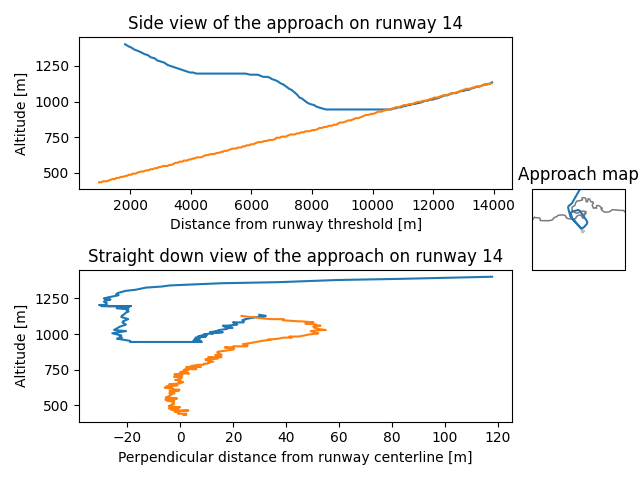 Side view of the approach on runway 14
Altitude [m]
1250
1000
750
500
2000 4000 6000 8000 10000 12000 14000
Distance from runway threshold [m]
Approach map
Straight down view of the approach on runway 14
Altitude [m]
1250
1000
750
500
−20 0 20 40 60 80 100 120
Perpendicular distance from runway centerline [m]